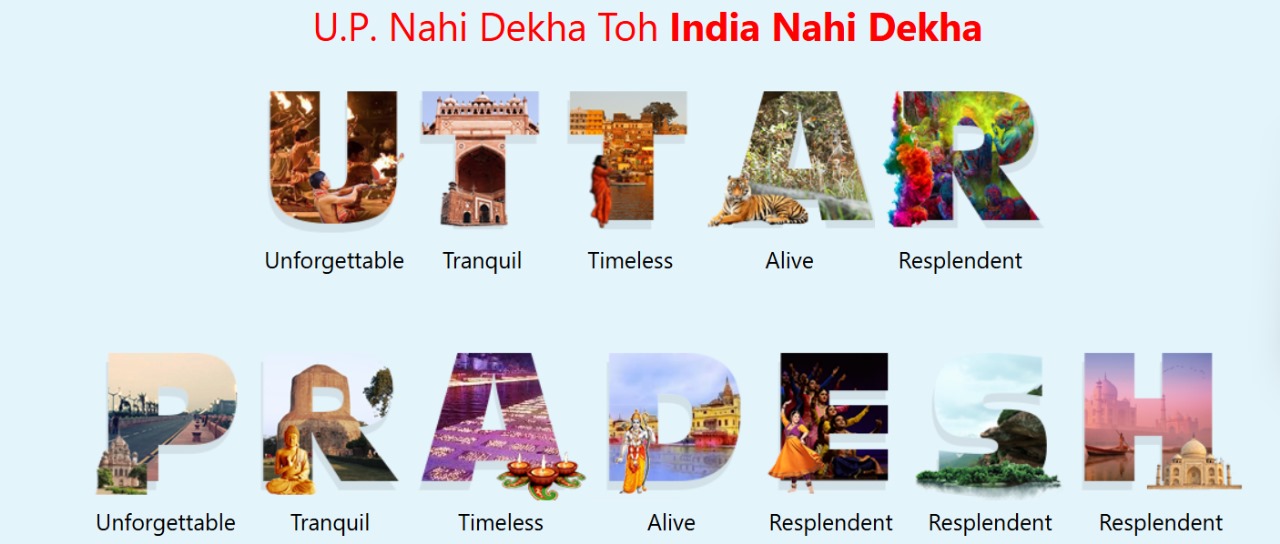 U.P. Nahi Dekha Toh India Nahi Dekha
UTTAR
Unforgettable Tranquil Timeless Alive Resplendent
PRADESH
Unforgettable Tranquil Timeless Alive Resplendent Resplendent Resplendent